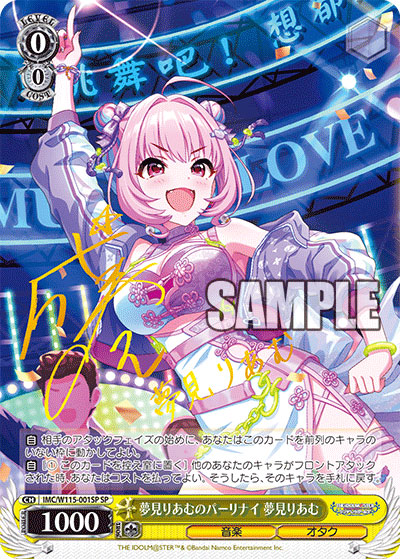 LEVEL
0
0
COST
跳舞吧! 想
MU
LOVE
SAMPLE
夢見りあむ
自 相手のアタックフェイズの始めに、あなたはこのカードを前列のキャラの
いない枠に動かしてよい。
自 【① このカードを控え室に置く】 他のあなたのキャラがフロントアタック
された時、あなたはコストを払ってよい。そうしたら、そのキャラを手札に戻す。
CH IMC/W115-001SP SP
夢見りあむのパーリナイ 夢見りあむ
POWER
1000
音楽
オタク
THE IDOLM@STER™& ©Bandai Namco Entertainment Inc.